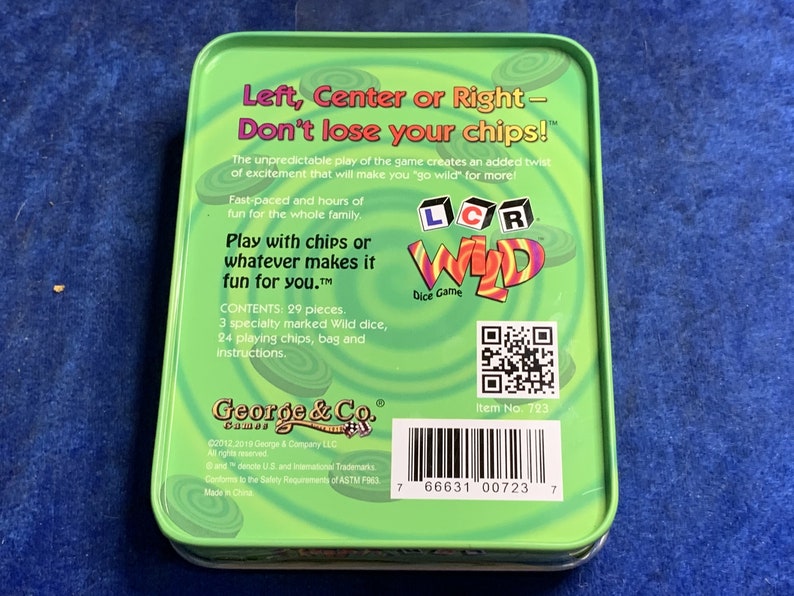 Left, Center or Right –
Don't lose your chips!™
The unpredictable play of the game creates an added twist
of excitement that will make you "go wild" for more!
Fast-paced and hours of
fun for the whole family.
Play with chips or
whatever makes it
fun for you.™
LCR®
WILD™
Dice Game
CONTENTS: 29 pieces.
3 specialty marked Wild dice,
24 playing chips, bag and
instructions.
Item No. 723
George & Co.®
Games since 1919
©2012,2019 George & Company LLC
All rights reserved.
® and ™ denote U.S. and International Trademarks.
Conforms to the Safety Requirements of ASTM F963.
Made in China.
7 66631 00723 7